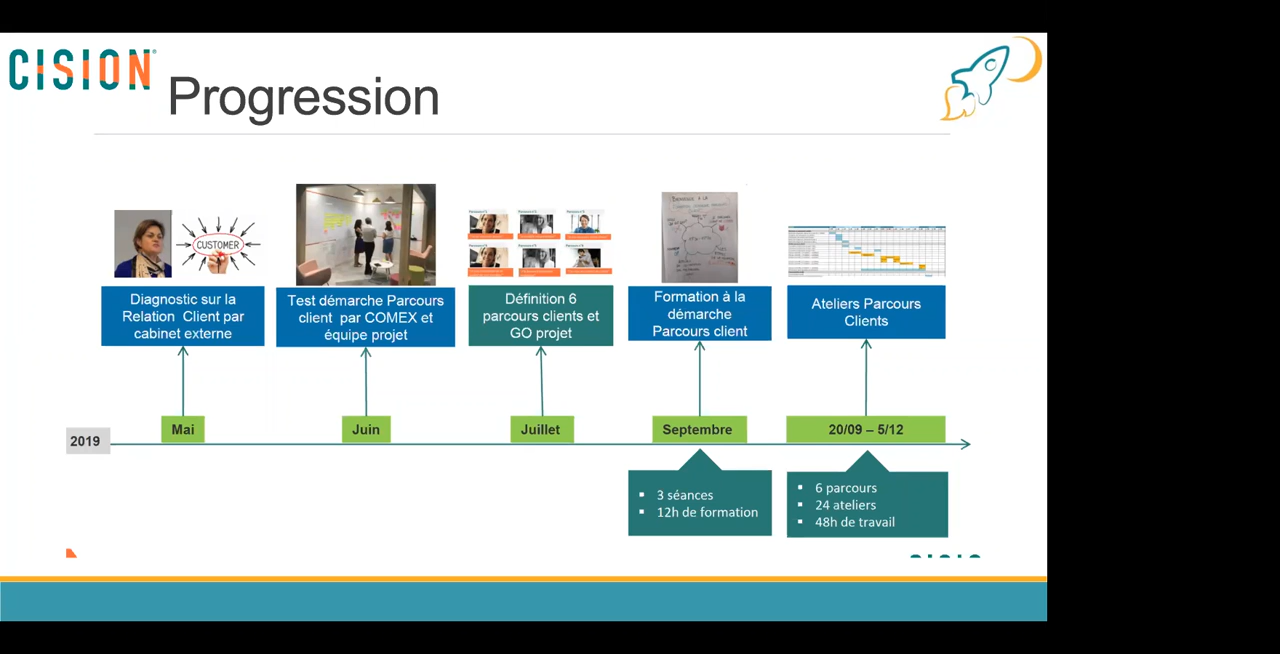 CISION
Progression
CUSTOMER
Diagnostic sur la
Relation Client par
cabinet externe
Test démarche Parcours
client par COMEX et
équipe projet
Définition 6
parcours clients et
GO projet
Formation à la
démarche
Parcours client
Ateliers Parcours
Clients
2019
Mai
Juin
Juillet
Septembre
20/09 – 5/12
3 séances
12h de formation
6 parcours
24 ateliers
48h de travail